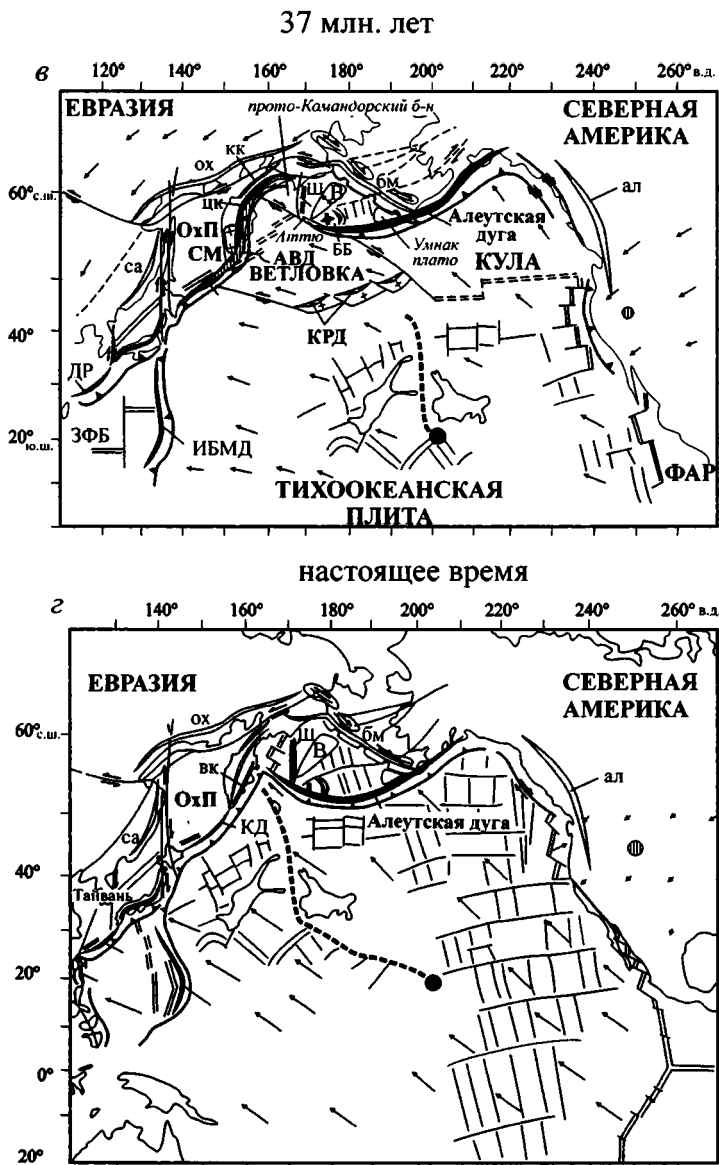 37 млн. лет
в
120° 140° 160° 180° 200° 220° 240° 260° в.д.
ЕВРАЗИЯ
прото-Командорский б-н
СЕВЕРНАЯ
АМЕРИКА
ох
кк
60° с.ш.
Ш
В
бм
ал
цк
ОхП
СМ
Алеутская
дуга
Аттю
ББ
Умнак
плато
АВД
ВЕТЛОВКА
КУЛА
са
40°
КРД
ДР
ЗФБ
20° ю.ш.
ИБМД
ФАР
ТИХООКЕАНСКАЯ
ПЛИТА
настоящее время
г
140° 160° 180° 200° 220° 240° 260° в.д.
ЕВРАЗИЯ
СЕВЕРНАЯ
АМЕРИКА
ох
60° с.ш.
Ш
бм
В
вк
ал
ОхП
са
КД
Алеутская дуга
40°
Тайвань
20°
0°
20°